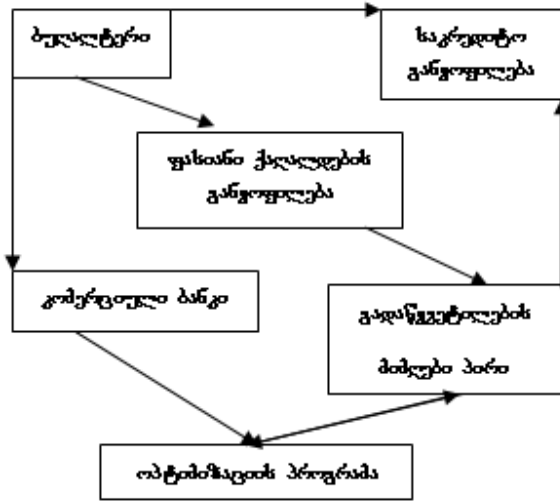 ბუღალტერი
საკრედიტო
განყოფილება
ფასიანი ქაღალდების
განყოფილება
კომერციული ბანკი
გადაწყვეტილების
მიმღები პირი
ოპტიმიზაციის პროგრამა